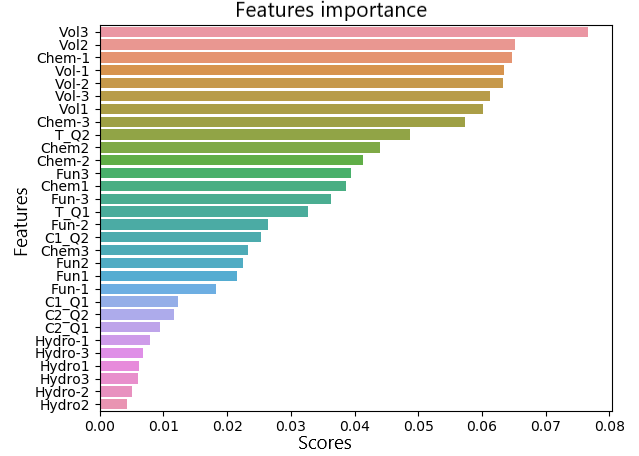 Features importance
Vol3
Vol2
Chem-1
Vol-1
Vol-2
Vol-3
Vol1
Chem-3
T_Q2
Chem2
Chem-2
Fun3
Chem1
Fun-3
T_Q1
Fun-2
C1_Q2
Chem3
Fun2
Fun1
Fun-1
C1_Q1
C2_Q2
C2_Q1
Hydro-1
Hydro-3
Hydro1
Hydro3
Hydro-2
Hydro2
Features
0.00 0.01 0.02 0.03 0.04 0.05 0.06 0.07 0.08
Scores